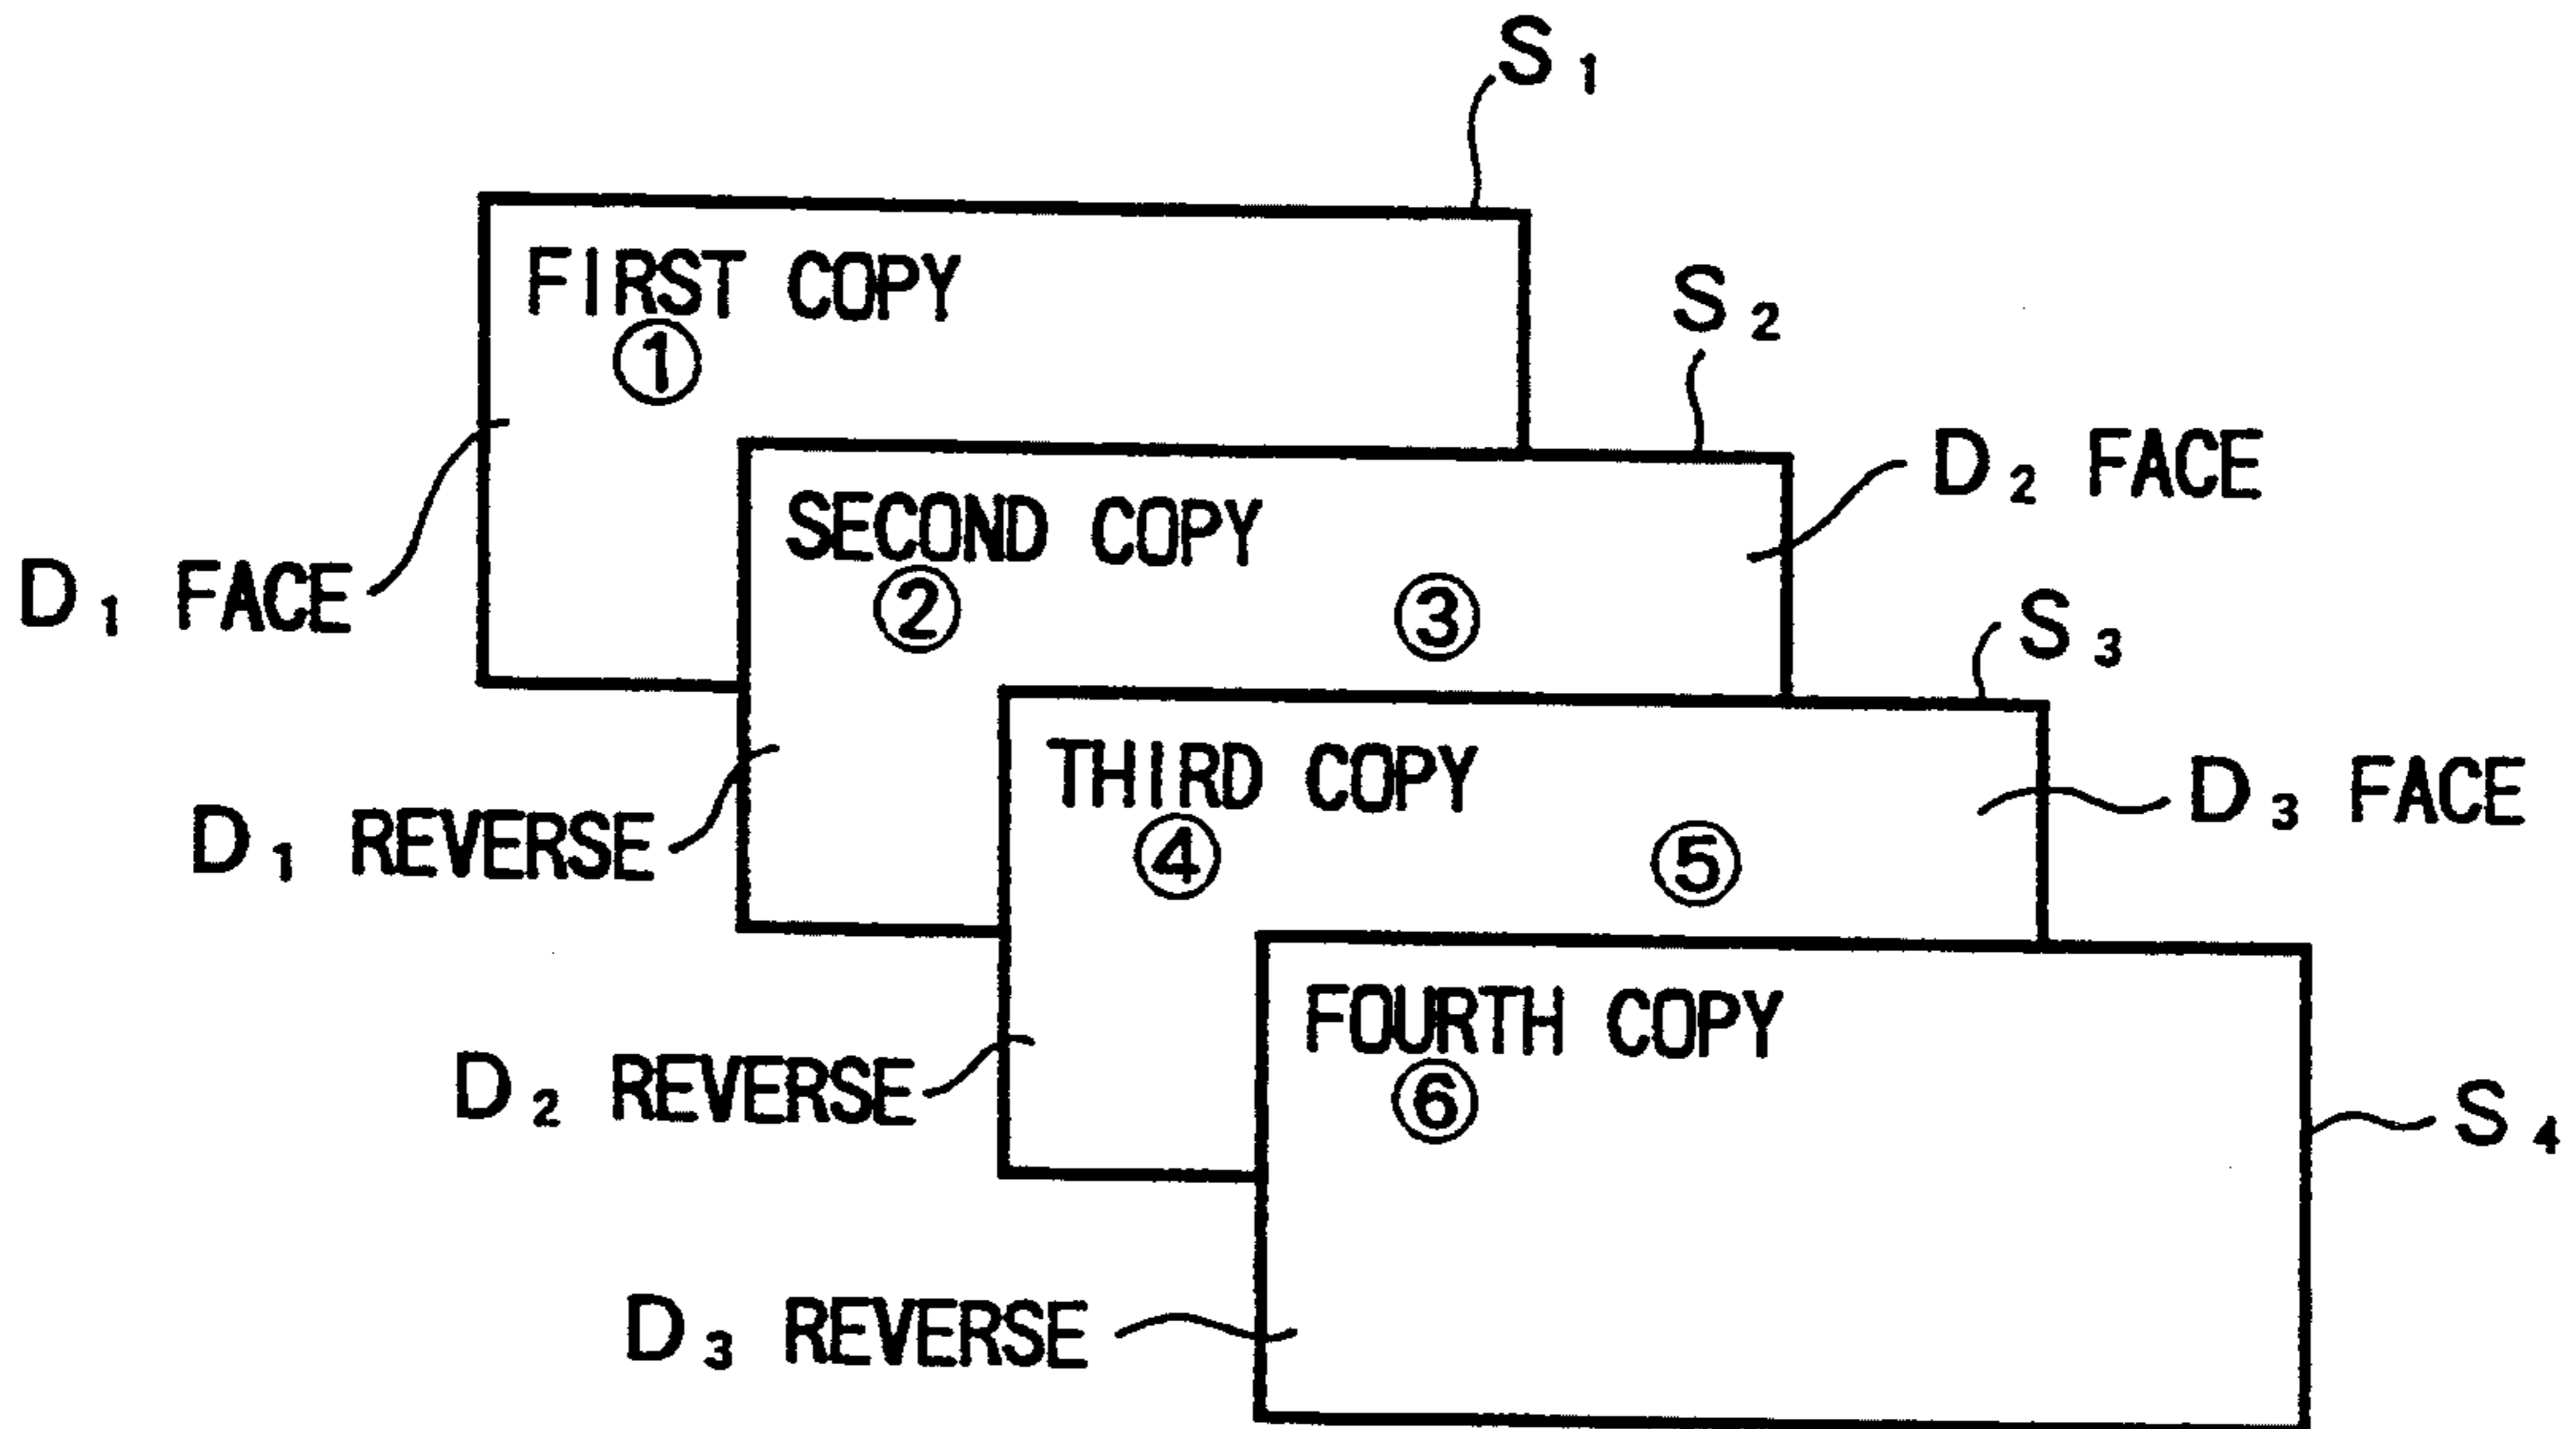 S₁
FIRST COPY
①
S₂
D₂ FACE
D₁ FACE
SECOND COPY
② ③
S₃
D₃ FACE
D₁ REVERSE
THIRD COPY
④ ⑤
D₂ REVERSE
FOURTH COPY
⑥
S₄
D₃ REVERSE